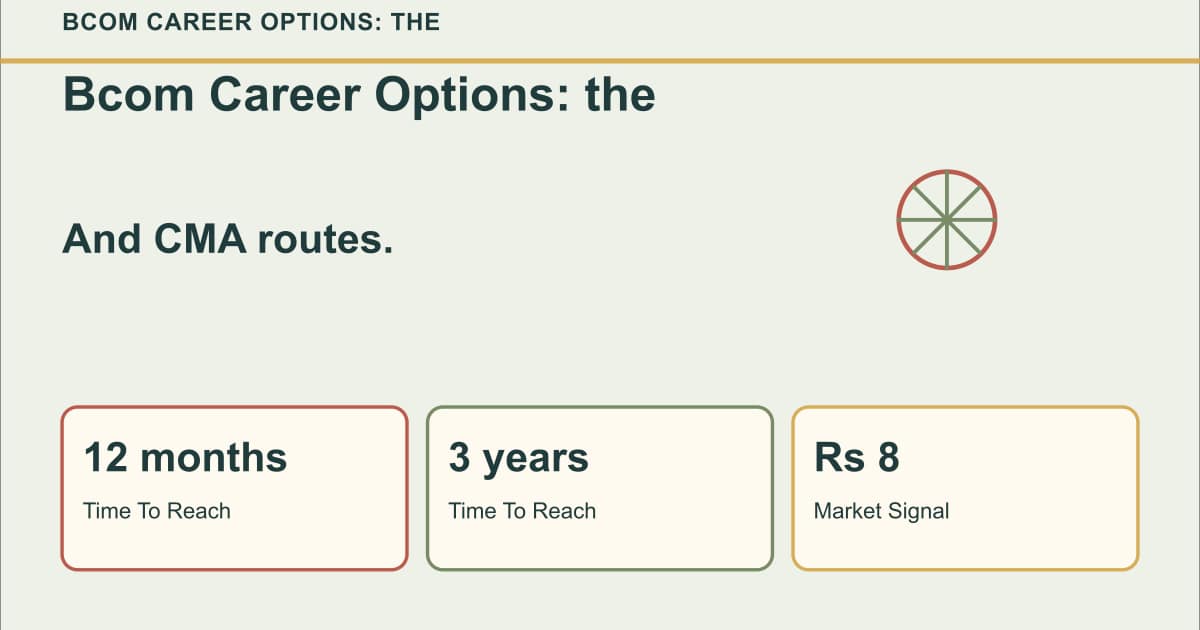 BCOM CAREER OPTIONS: THE
Bcom Career Options: the
And CMA routes.
12 months
Time To Reach
3 years
Time To Reach
Rs 8
Market Signal